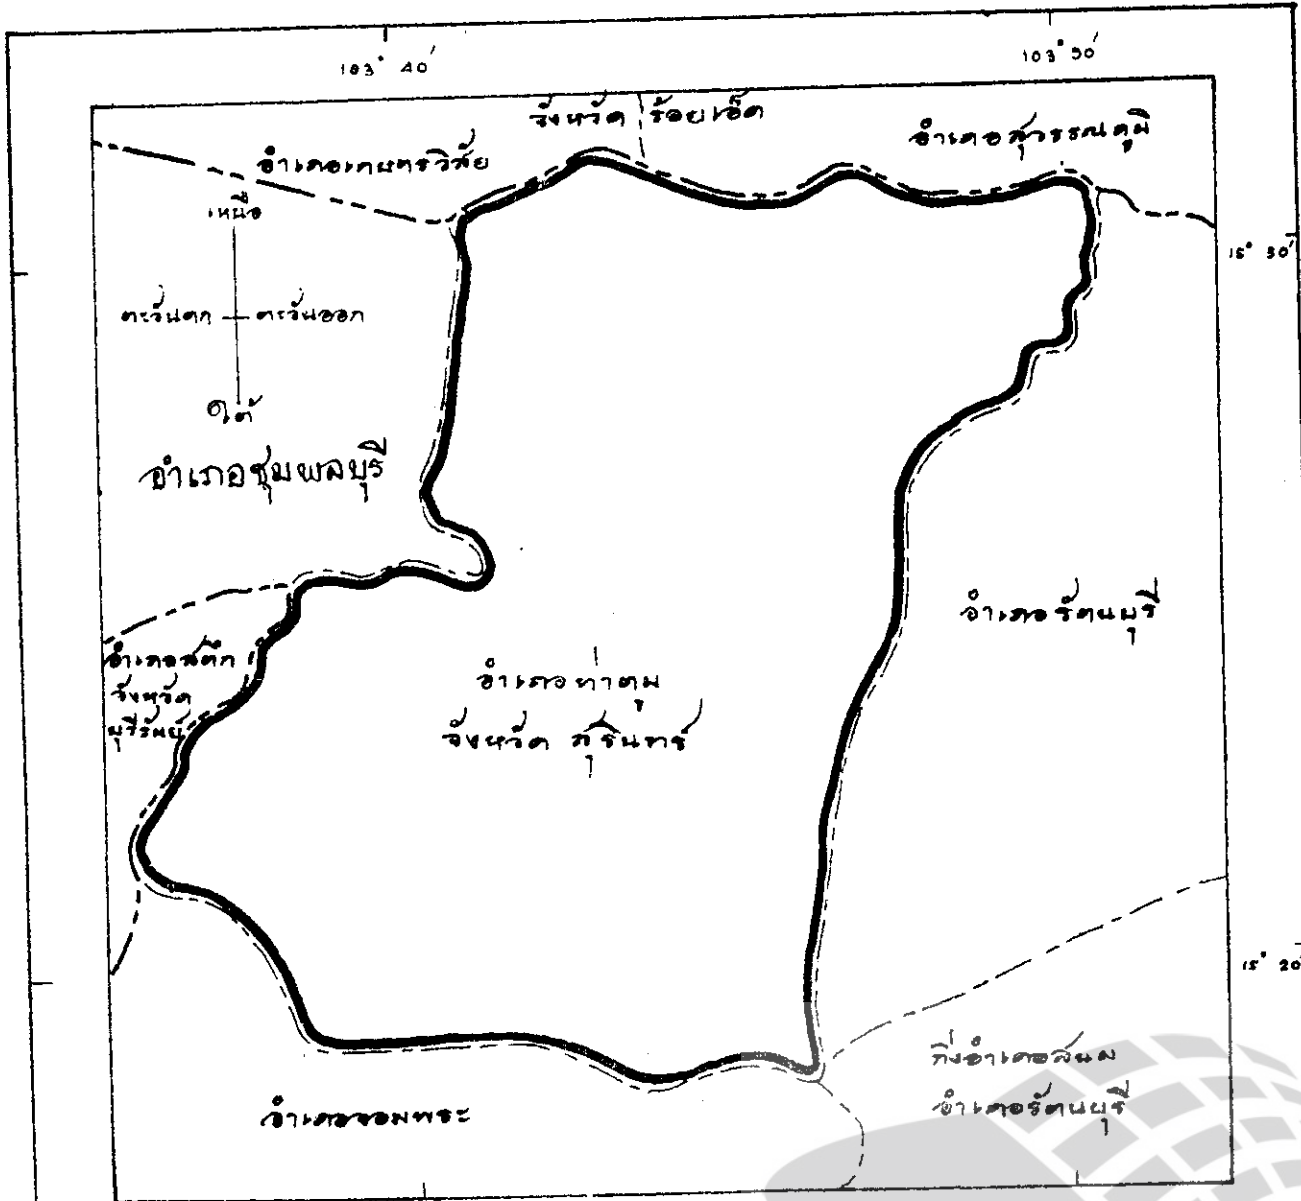 103° 40′
103° 50′
จังหวัด ร้อยเอ็ด
อำเภอเกษตรวิสัย
อำเภอสุวรรณภูมิ
เหนือ
15° 30′
ตะวันตก
ตะวันออก
ใต้
อำเภอชุมพลบุรี
อำเภอรัตนบุรี
อำเภอสตึก
จังหวัด
บุรีรัมย์
อำเภอท่าตูม
จังหวัด สุรินทร์
15° 20
กิ่งอำเภอสนม
อำเภอรัตนบุรี
อำเภอจอมพระ